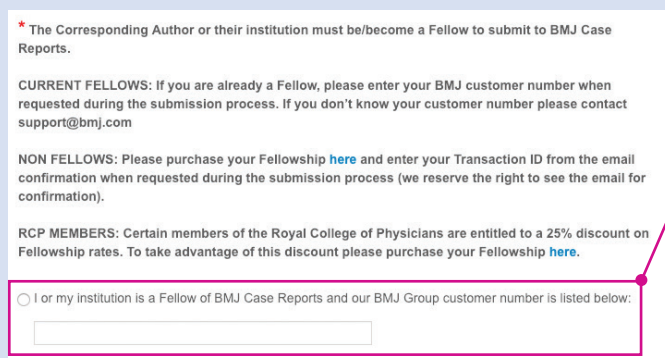 * The Corresponding Author or their institution must be/become a Fellow to submit to BMJ Case
Reports.
CURRENT FELLOWS: If you are already a Fellow, please enter your BMJ customer number when
requested during the submission process. If you don't know your customer number please contact
support@bmj.com
NON FELLOWS: Please purchase your Fellowship here and enter your Transaction ID from the email
confirmation when requested during the submission process (we reserve the right to see the email for
confirmation).
RCP MEMBERS: Certain members of the Royal College of Physicians are entitled to a 25% discount on
Fellowship rates. To take advantage of this discount please purchase your Fellowship here.
I or my institution is a Fellow of BMJ Case Reports and our BMJ Group customer number is listed below: